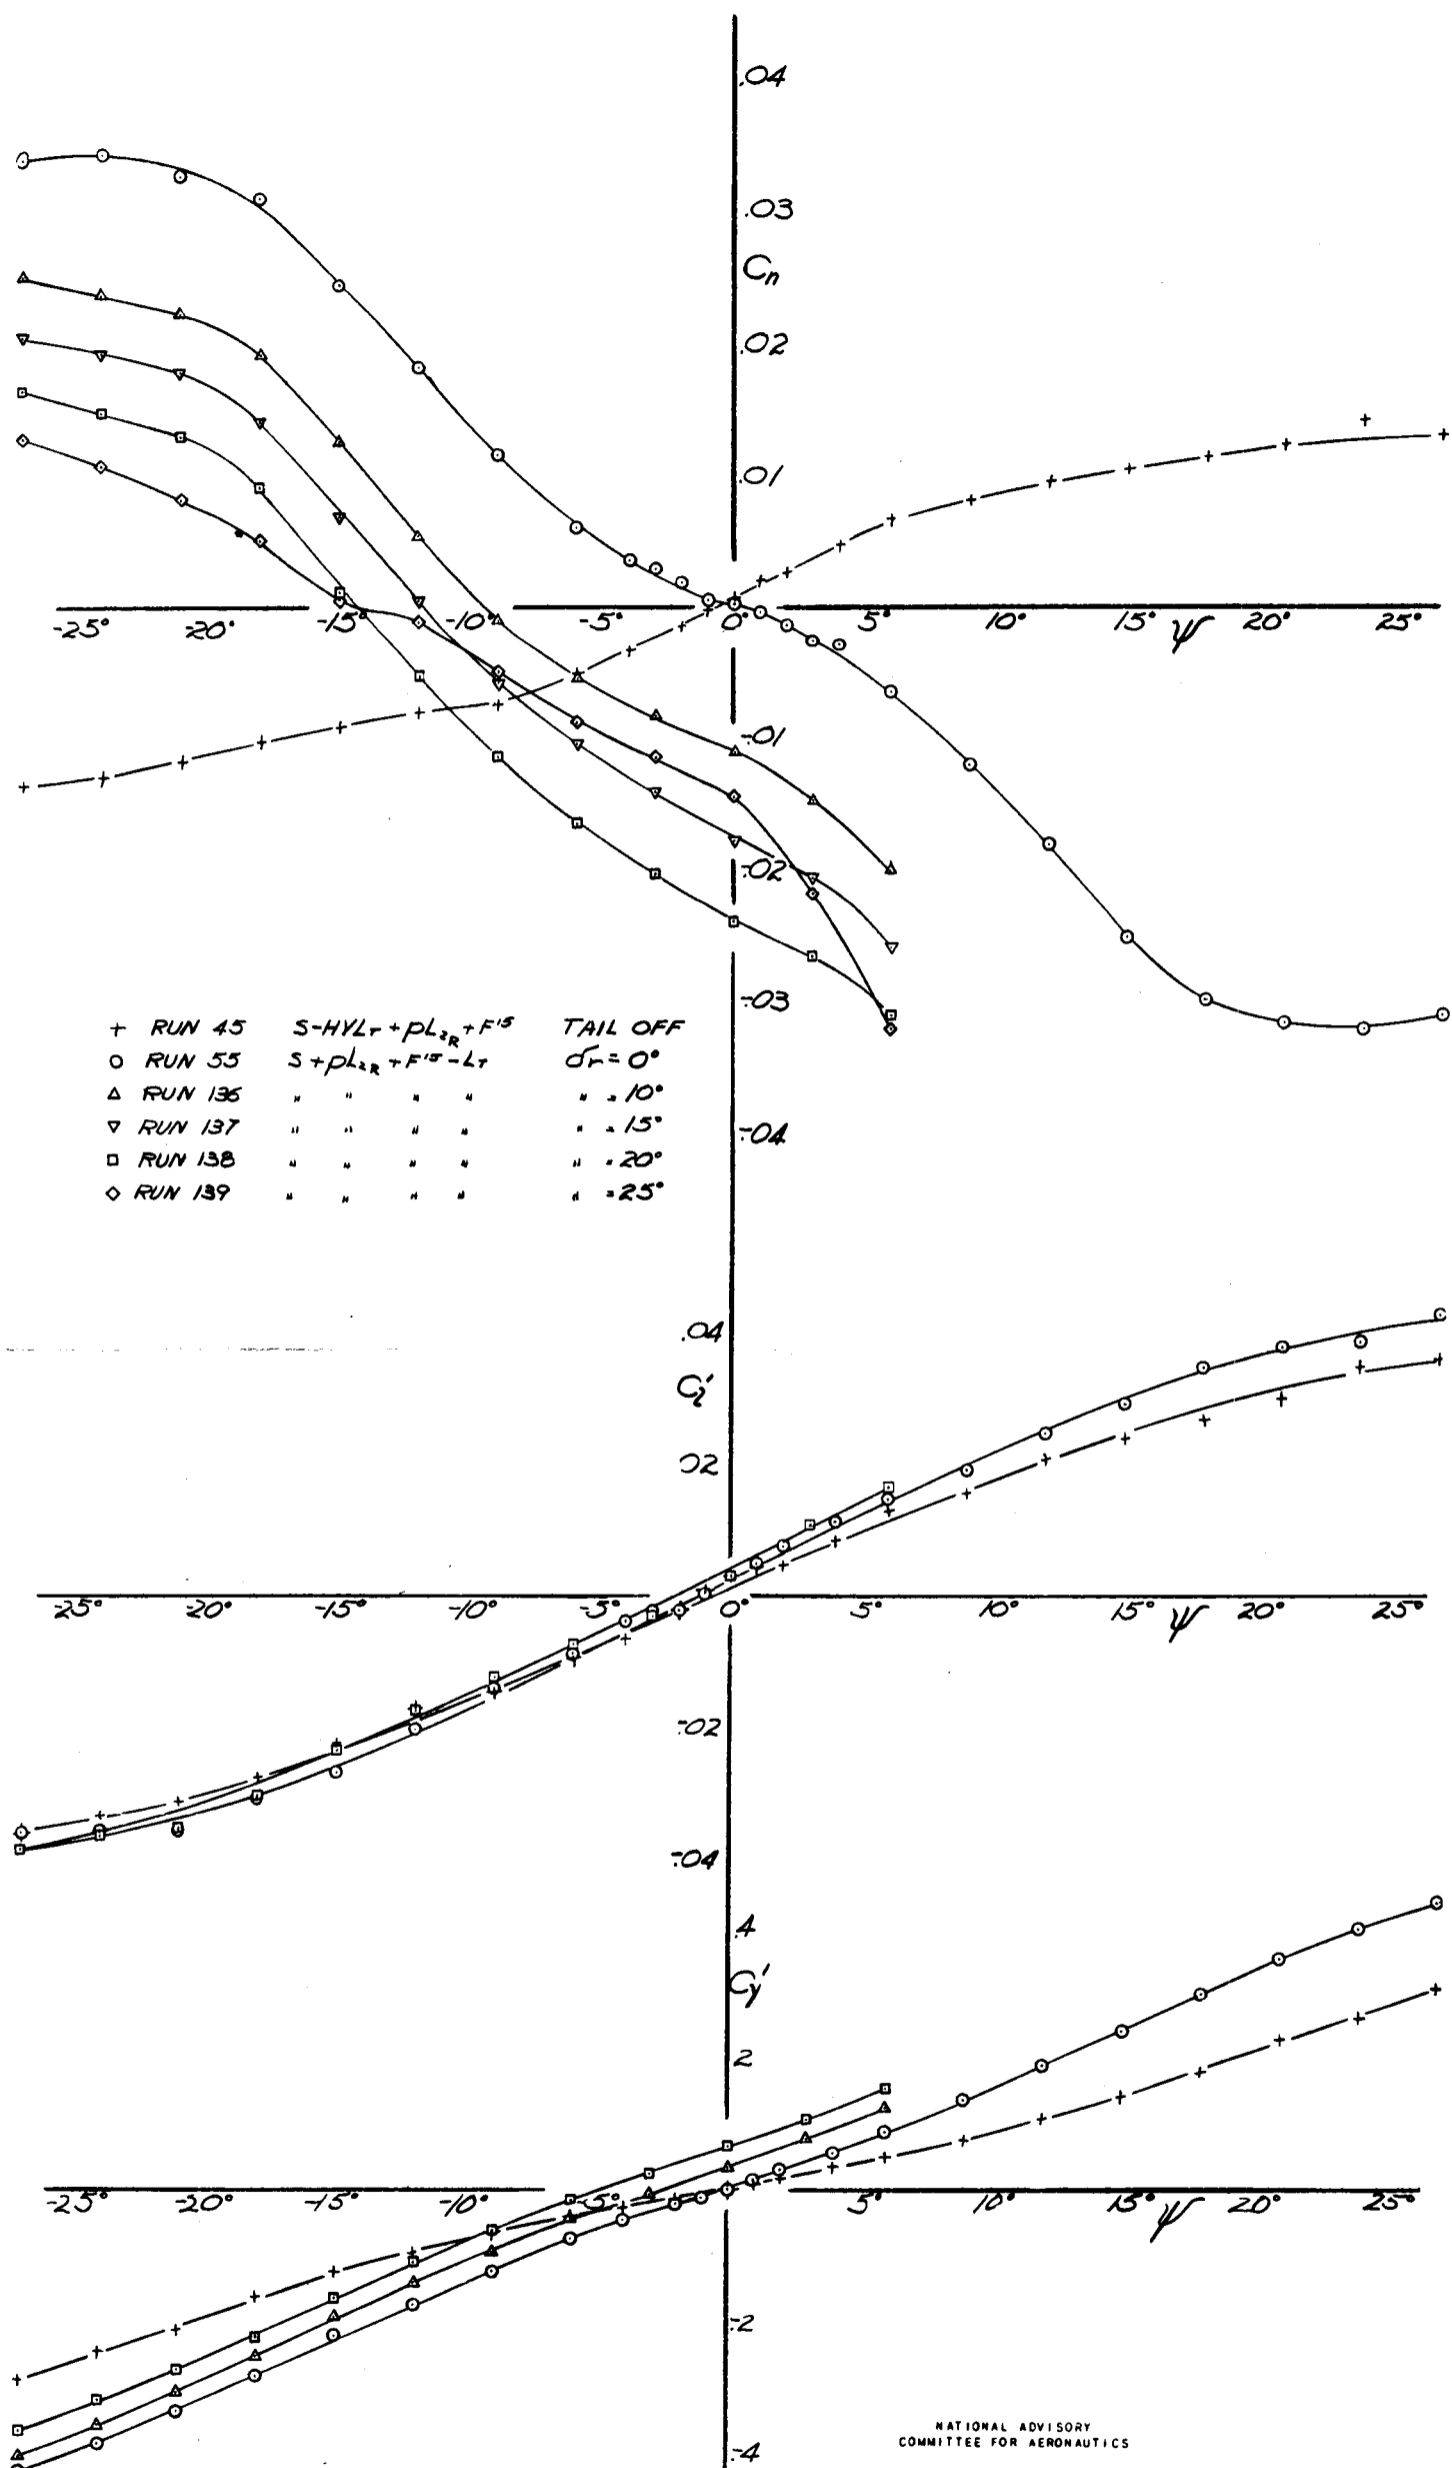 .04
.03
Cn
.02
.01
-25° -20° -15° -10° -5° 0° 5° 10° 15° ψ 20° 25°
-.01
-.02
-.03
-.04
+ RUN 45 S-HYLT+pL2R+F'5 TAIL OFF
○ RUN 55 S+pL2R+F'5-LT δr=0°
△ RUN 136 " " " " " = 10°
▽ RUN 137 " " " " " = 15°
□ RUN 138 " " " " " = 20°
◇ RUN 139 " " " " " = 25°
.04
Cl'
02
-25° -20° -15° -10° -5° 0° 5° 10° 15° ψ 20° 25°
-.02
-.04
.4
CY'
2
-25° -20° -15° -10° -5° 5° 10° 15° ψ 20° 25°
-.2
-.4
NATIONAL ADVISORY
COMMITTEE FOR AERONAUTICS